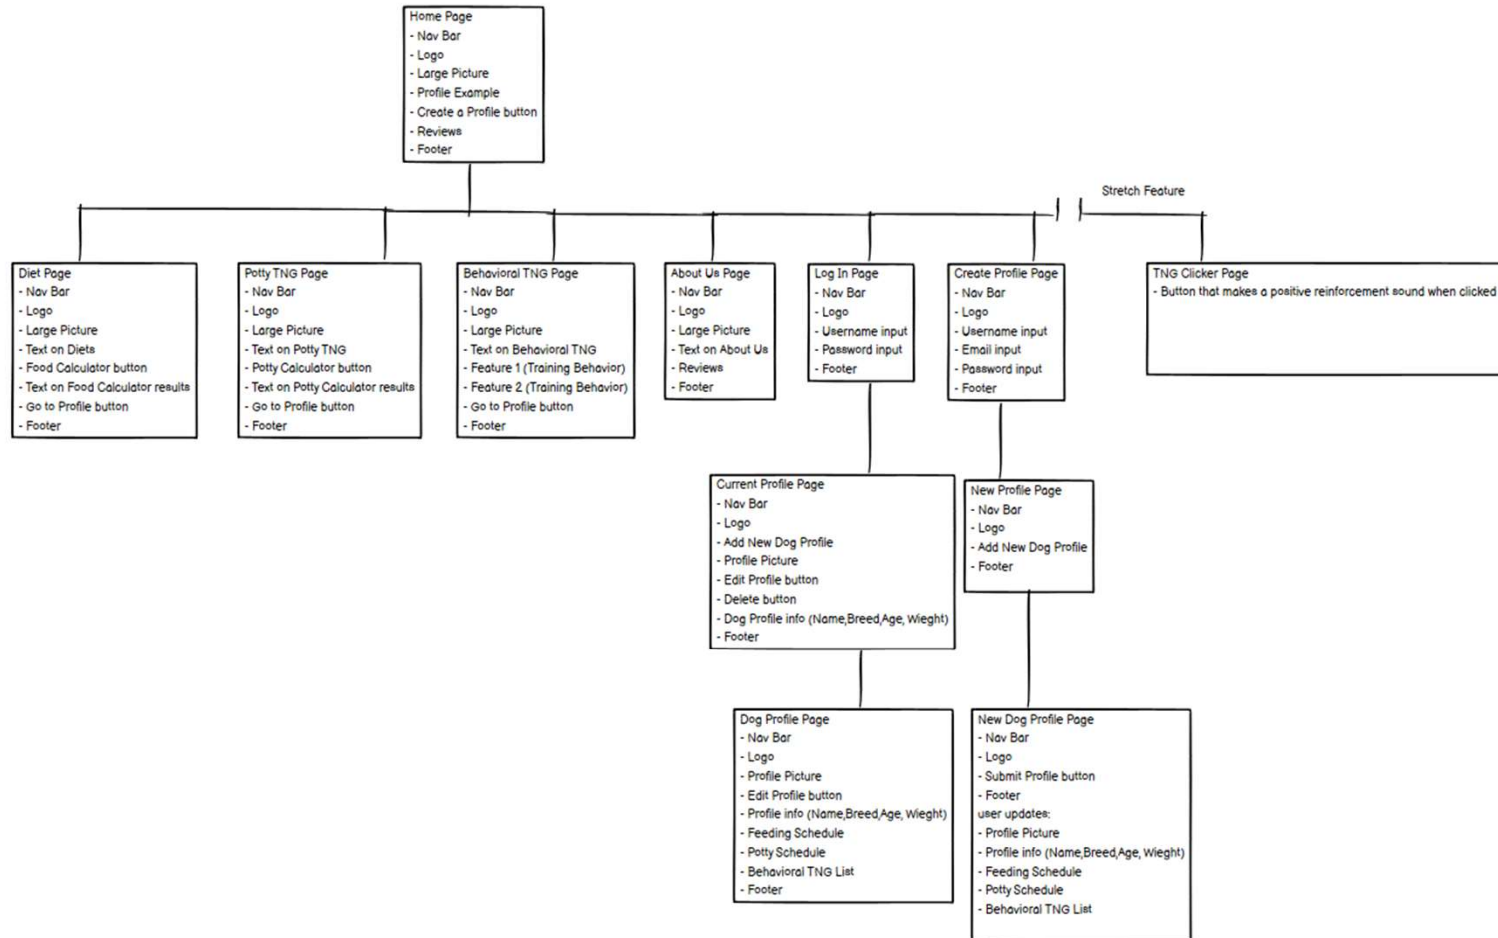 Home Page
- Nav Bar
- Logo
- Large Picture
- Profile Example
- Create a Profile button
- Reviews
- Footer
Stretch Feature
Diet Page
- Nav Bar
- Logo
- Large Picture
- Text on Diets
- Food Calculator button
- Text on Food Calculator results
- Go to Profile button
- Footer
Potty TNG Page
- Nav Bar
- Logo
- Large Picture
- Text on Potty TNG
- Potty Calculator button
- Text on Potty Calculator results
- Go to Profile button
- Footer
Behavioral TNG Page
- Nav Bar
- Logo
- Large Picture
- Text on Behavioral TNG
- Feature 1 (Training Behavior)
- Feature 2 (Training Behavior)
- Go to Profile button
- Footer
About Us Page
- Nav Bar
- Logo
- Large Picture
- Text on About Us
- Reviews
- Footer
Log In Page
- Nav Bar
- Logo
- Username input
- Password input
- Footer
Create Profile Page
- Nav Bar
- Logo
- Username input
- Email input
- Password input
- Footer
TNG Clicker Page
- Button that makes a positive reinforcement sound when clicked
Current Profile Page
- Nav Bar
- Logo
- Add New Dog Profile
- Profile Picture
- Edit Profile button
- Delete button
- Dog Profile info (Name,Breed,Age, Wieght)
- Footer
New Profile Page
- Nav Bar
- Logo
- Add New Dog Profile
- Footer
Dog Profile Page
- Nav Bar
- Logo
- Profile Picture
- Edit Profile button
- Profile info (Name,Breed,Age, Wieght)
- Feeding Schedule
- Potty Schedule
- Behavioral TNG List
- Footer
New Dog Profile Page
- Nav Bar
- Logo
- Submit Profile button
- Footer
user updates:
- Profile Picture
- Profile info (Name,Breed,Age, Wieght)
- Feeding Schedule
- Potty Schedule
- Behavioral TNG List